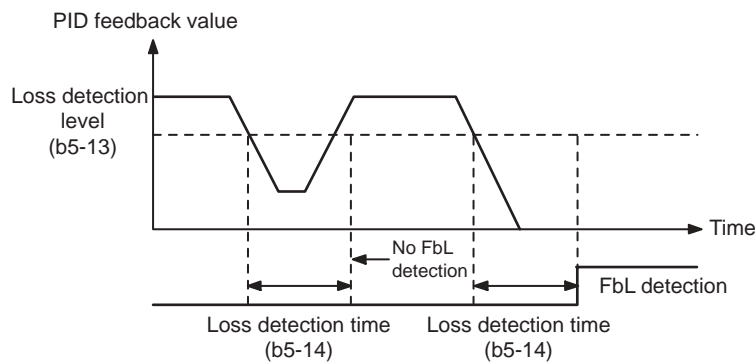 PID feedback value
Loss detection
level
(b5-13)
Time
No FbL
detection
FbL detection
Loss detection time
(b5-14)
Loss detection time
(b5-14)